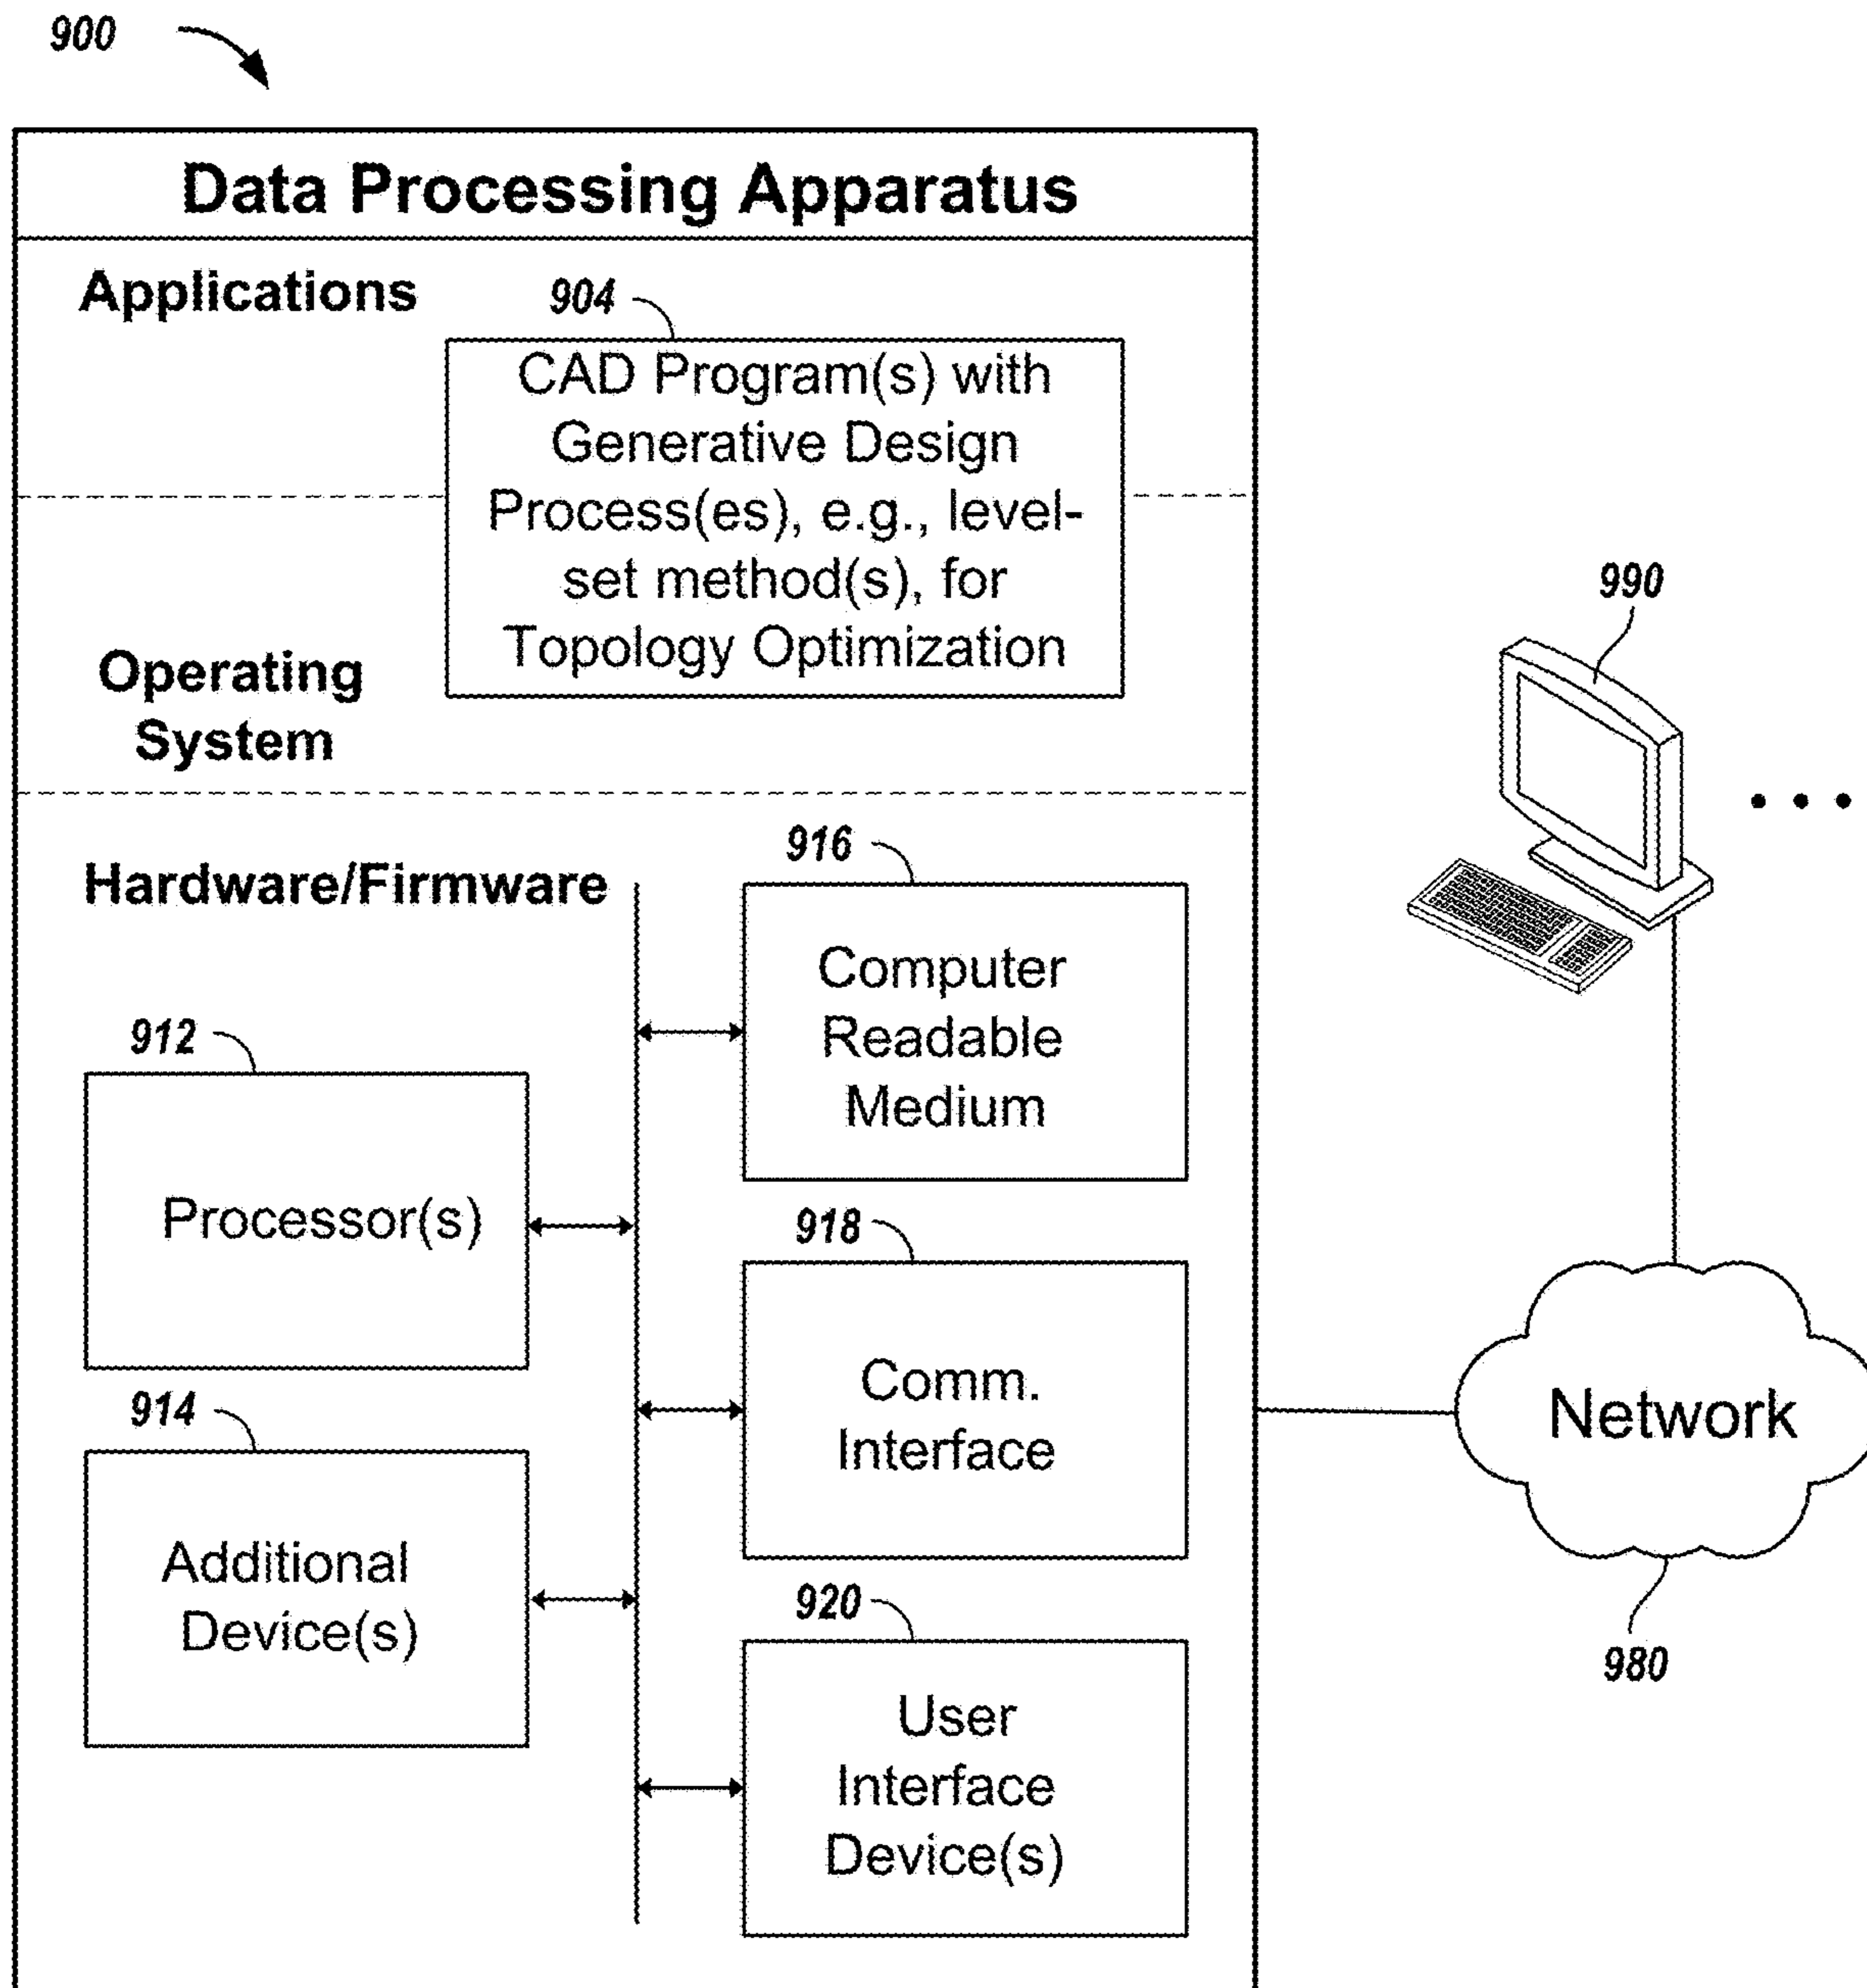 900
Data Processing Apparatus
Applications
904
CAD Program(s) with
Generative Design
Process(es), e.g., level-
set method(s), for
Topology Optimization
Operating
System
990
Hardware/Firmware
916
Computer
Readable
Medium
912
Processor(s)
918
Comm.
Interface
914
Additional
Device(s)
920
User
Interface
Device(s)
Network
980